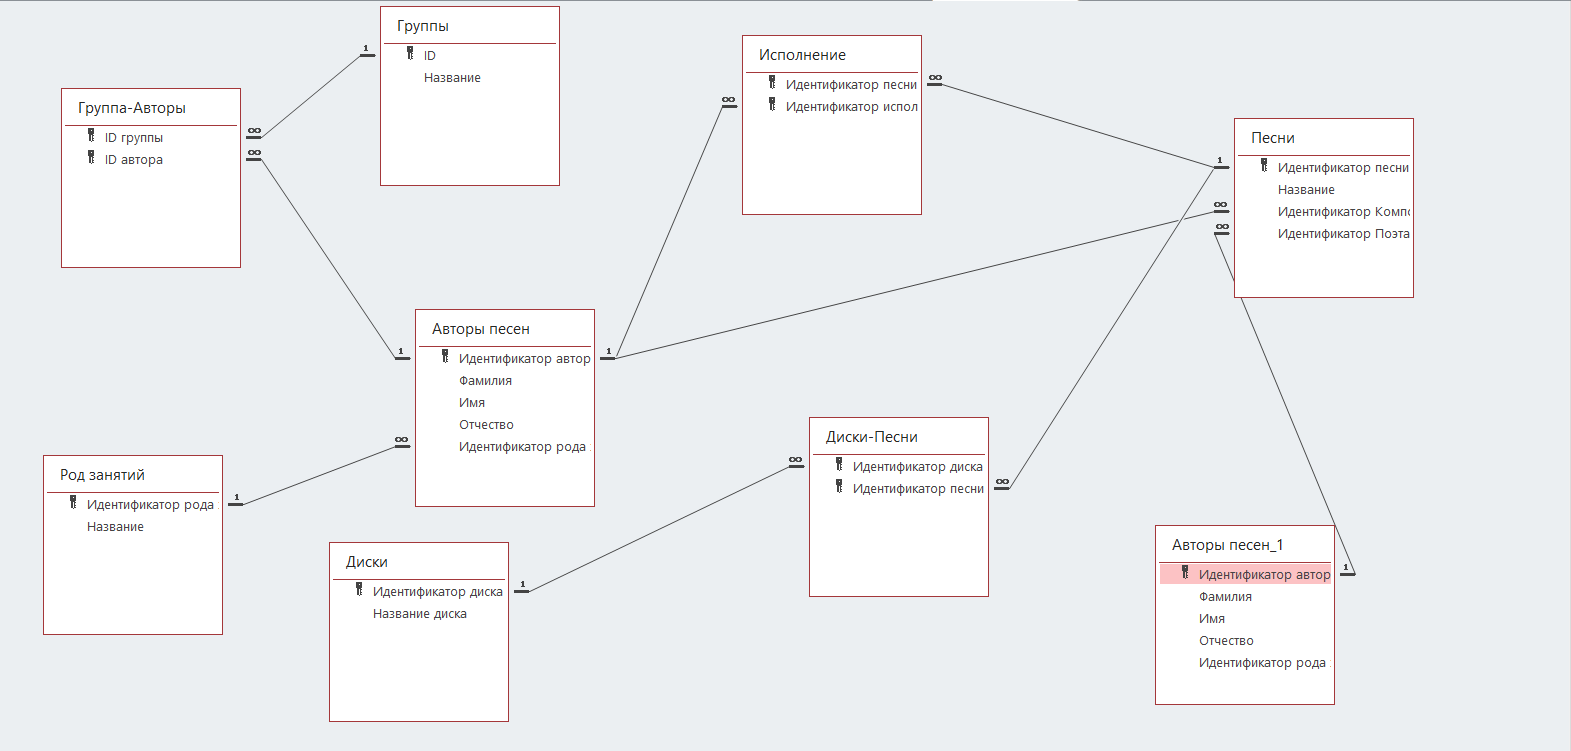 Группы
ID
Название
Исполнение
Идентификатор песни
Идентификатор испол
Группа-Авторы
ID группы
ID автора
Песни
Идентификатор песни
Название
Идентификатор Компо
Идентификатор Поэта
Авторы песен
Идентификатор автор
Фамилия
Имя
Отчество
Идентификатор рода
Диски-Песни
Идентификатор диска
Идентификатор песни
Род занятий
Идентификатор рода
Название
Диски
Идентификатор диска
Название диска
Авторы песен_1
Идентификатор автор
Фамилия
Имя
Отчество
Идентификатор рода
1
∞
∞
1
∞
∞
1
∞
∞
1
1
∞
1
∞
∞
1
1